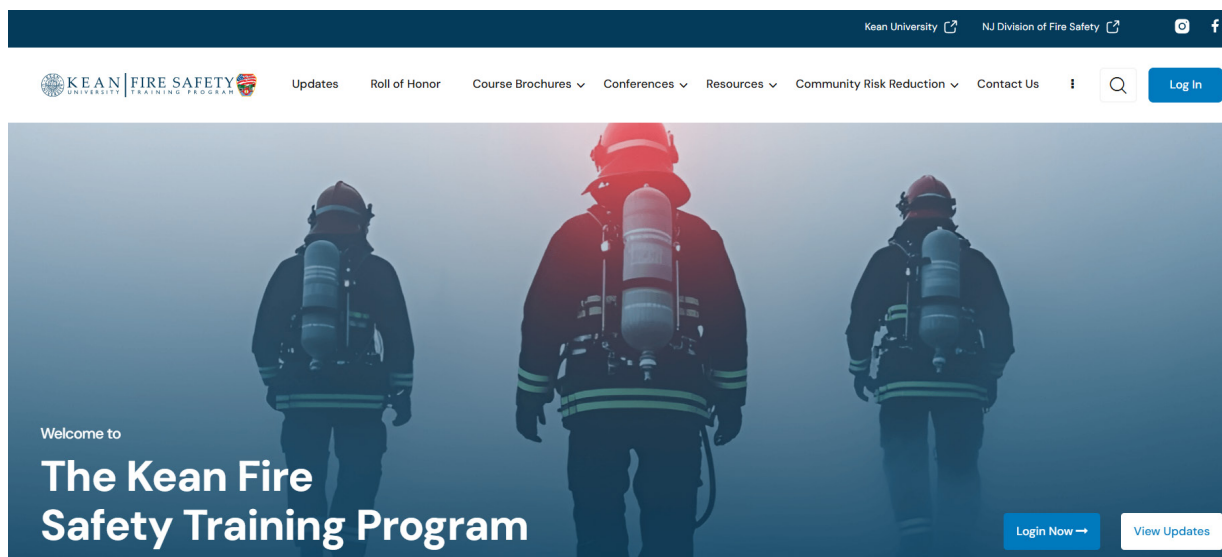 Kean University NJ Division of Fire Safety
KEAN UNIVERSITY FIRE SAFETY TRAINING PROGRAM Updates Roll of Honor Course Brochures Conferences Resources Community Risk Reduction Contact Us Log In
Welcome to
The Kean Fire
Safety Training Program
Login Now → View Updates